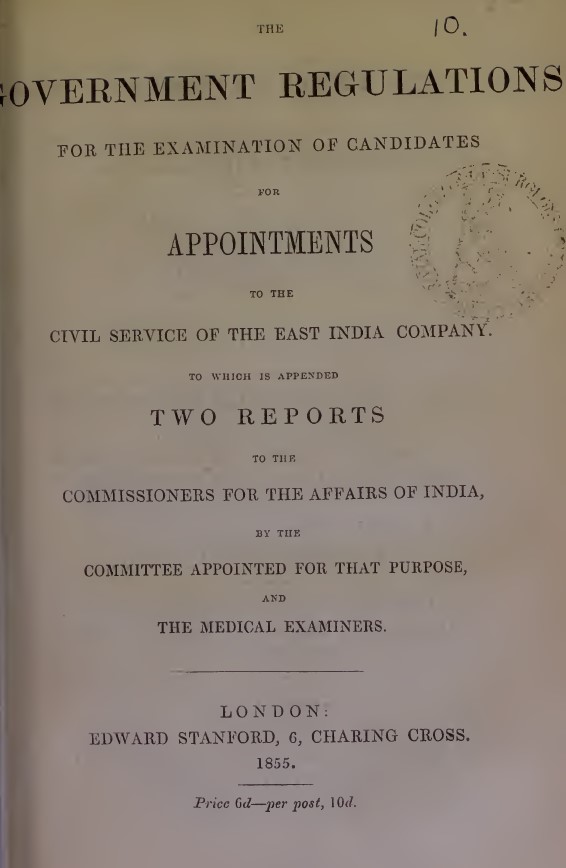 THE
10.
GOVERNMENT REGULATIONS
FOR THE EXAMINATION OF CANDIDATES
FOR
APPOINTMENTS
TO THE
CIVIL SERVICE OF THE EAST INDIA COMPANY.
TO WHICH IS APPENDED
TWO REPORTS
TO THE
COMMISSIONERS FOR THE AFFAIRS OF INDIA,
BY THE
COMMITTEE APPOINTED FOR THAT PURPOSE,
AND
THE MEDICAL EXAMINERS.
LONDON:
EDWARD STANFORD, 6, CHARING CROSS.
1855.
Price 6d—per post, 10d.